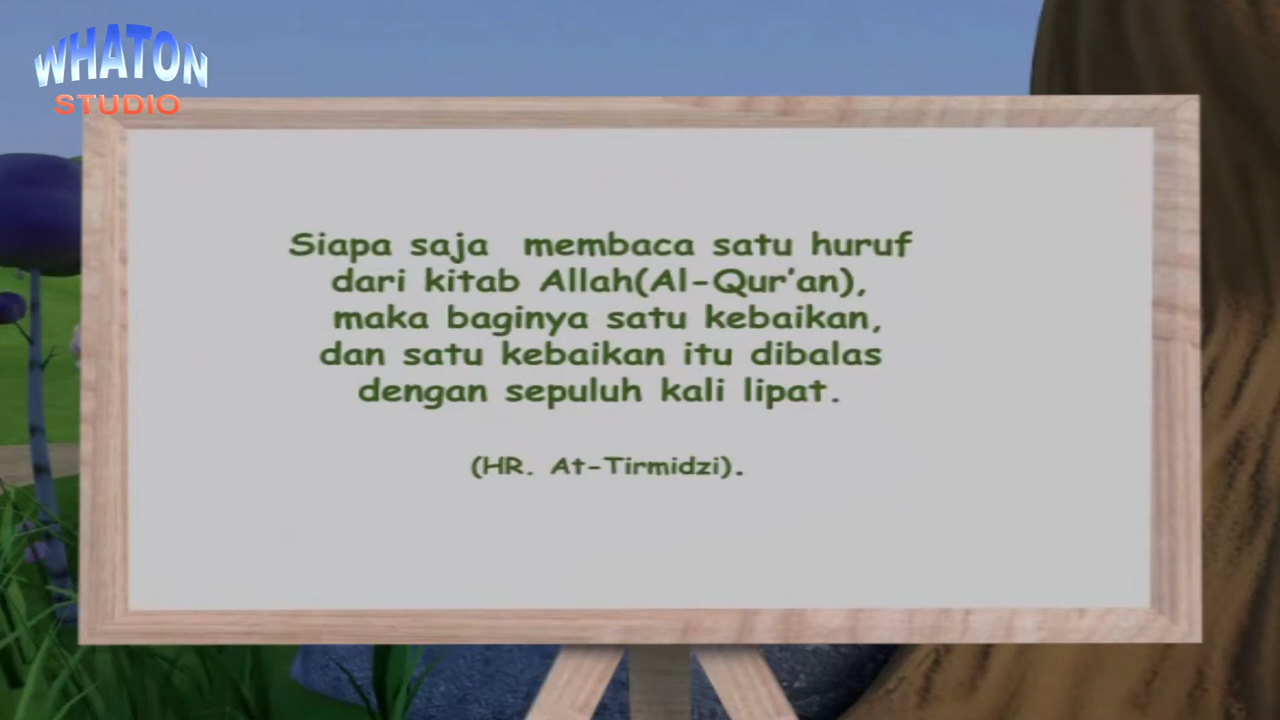 WHATON
STUDIO
Siapa saja membaca satu huruf
dari kitab Allah(Al-Qur'an),
maka baginya satu kebaikan,
dan satu kebaikan itu dibalas
dengan sepuluh kali lipat.
(HR. At-Tirmidzi).